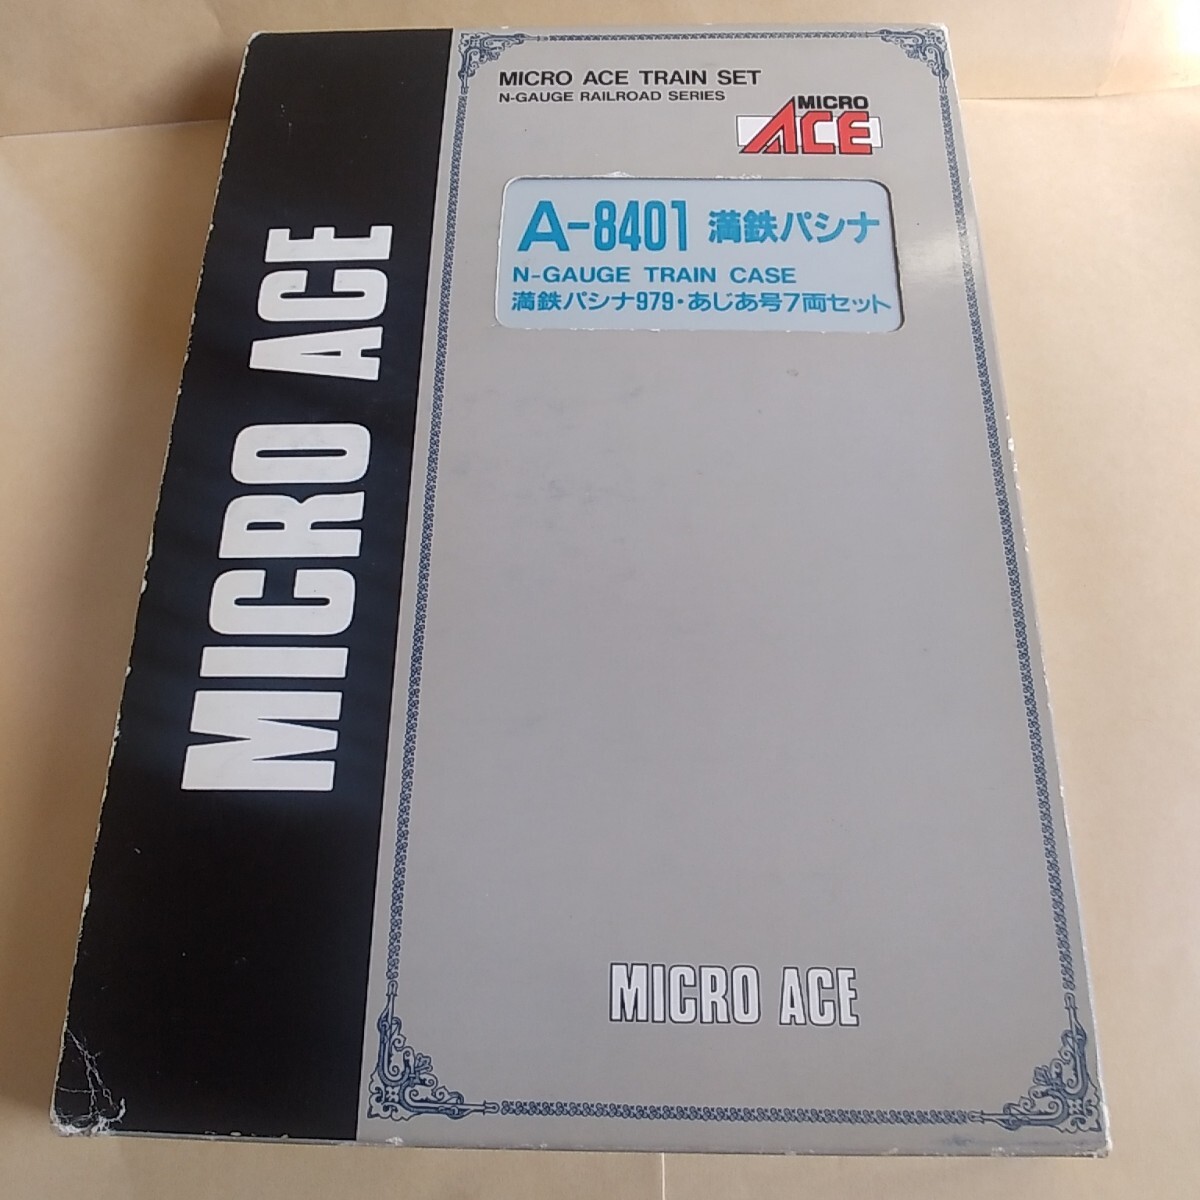 MICRO ACE TRAIN SET
N-GAUGE RAILROAD SERIES
MICRO
ACE
A-8401 満鉄パシナ
N-GAUGE TRAIN CASE
満鉄パシナ979・あじあ号7両セット
MICRO ACE
MICRO ACE